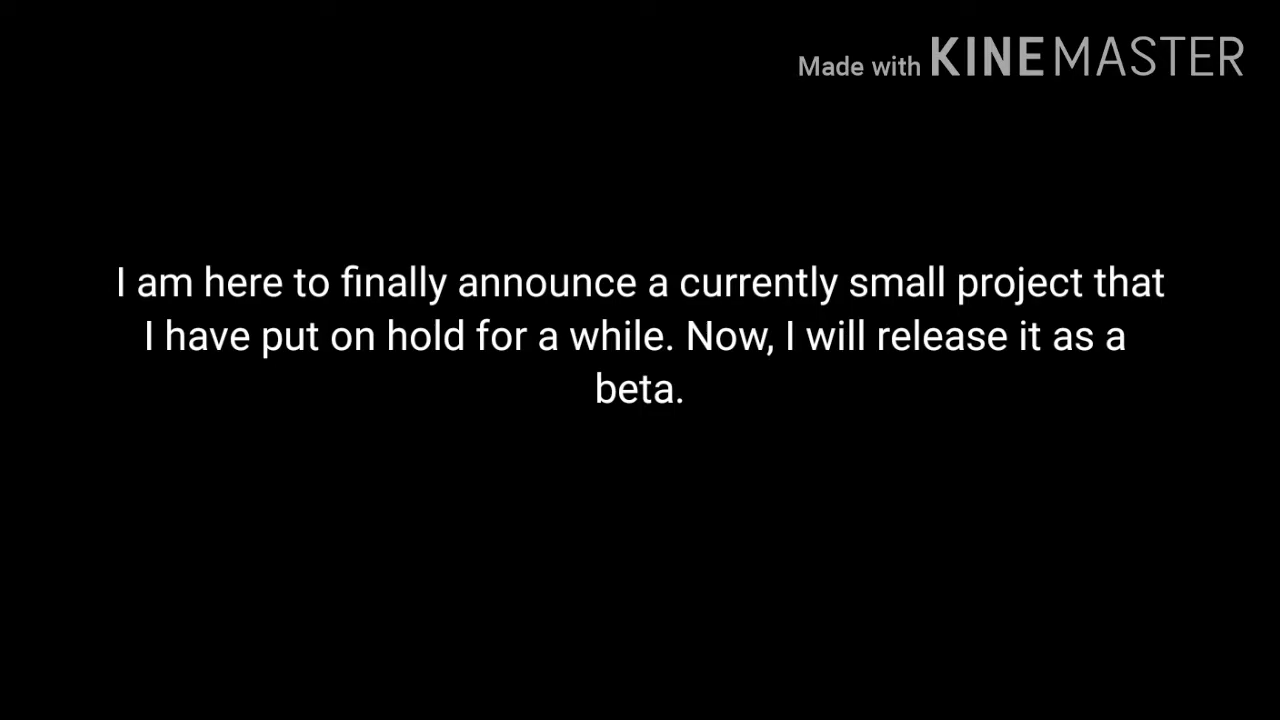 Made with KINEMASTER
I am here to finally announce a currently small project that
I have put on hold for a while. Now, I will release it as a
beta.